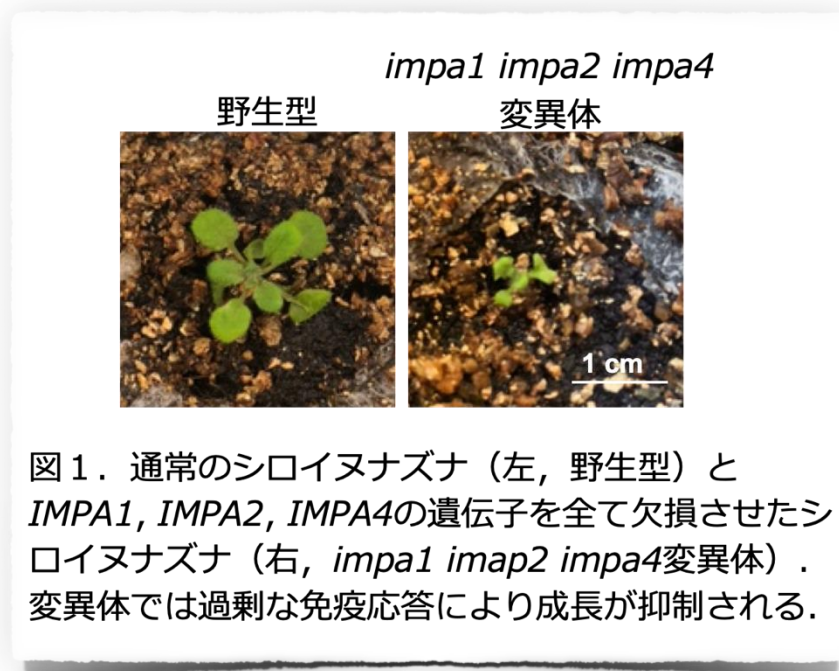 impa1 impa2 impa4
野生型
変異体
1 cm
図１．通常のシロイヌナズナ（左，野生型）と
IMPA1, IMPA2, IMPA4の遺伝子を全て欠損させたシ
ロイヌナズナ（右，impa1 imap2 impa4変異体）．
変異体では過剰な免疫応答により成長が抑制される．